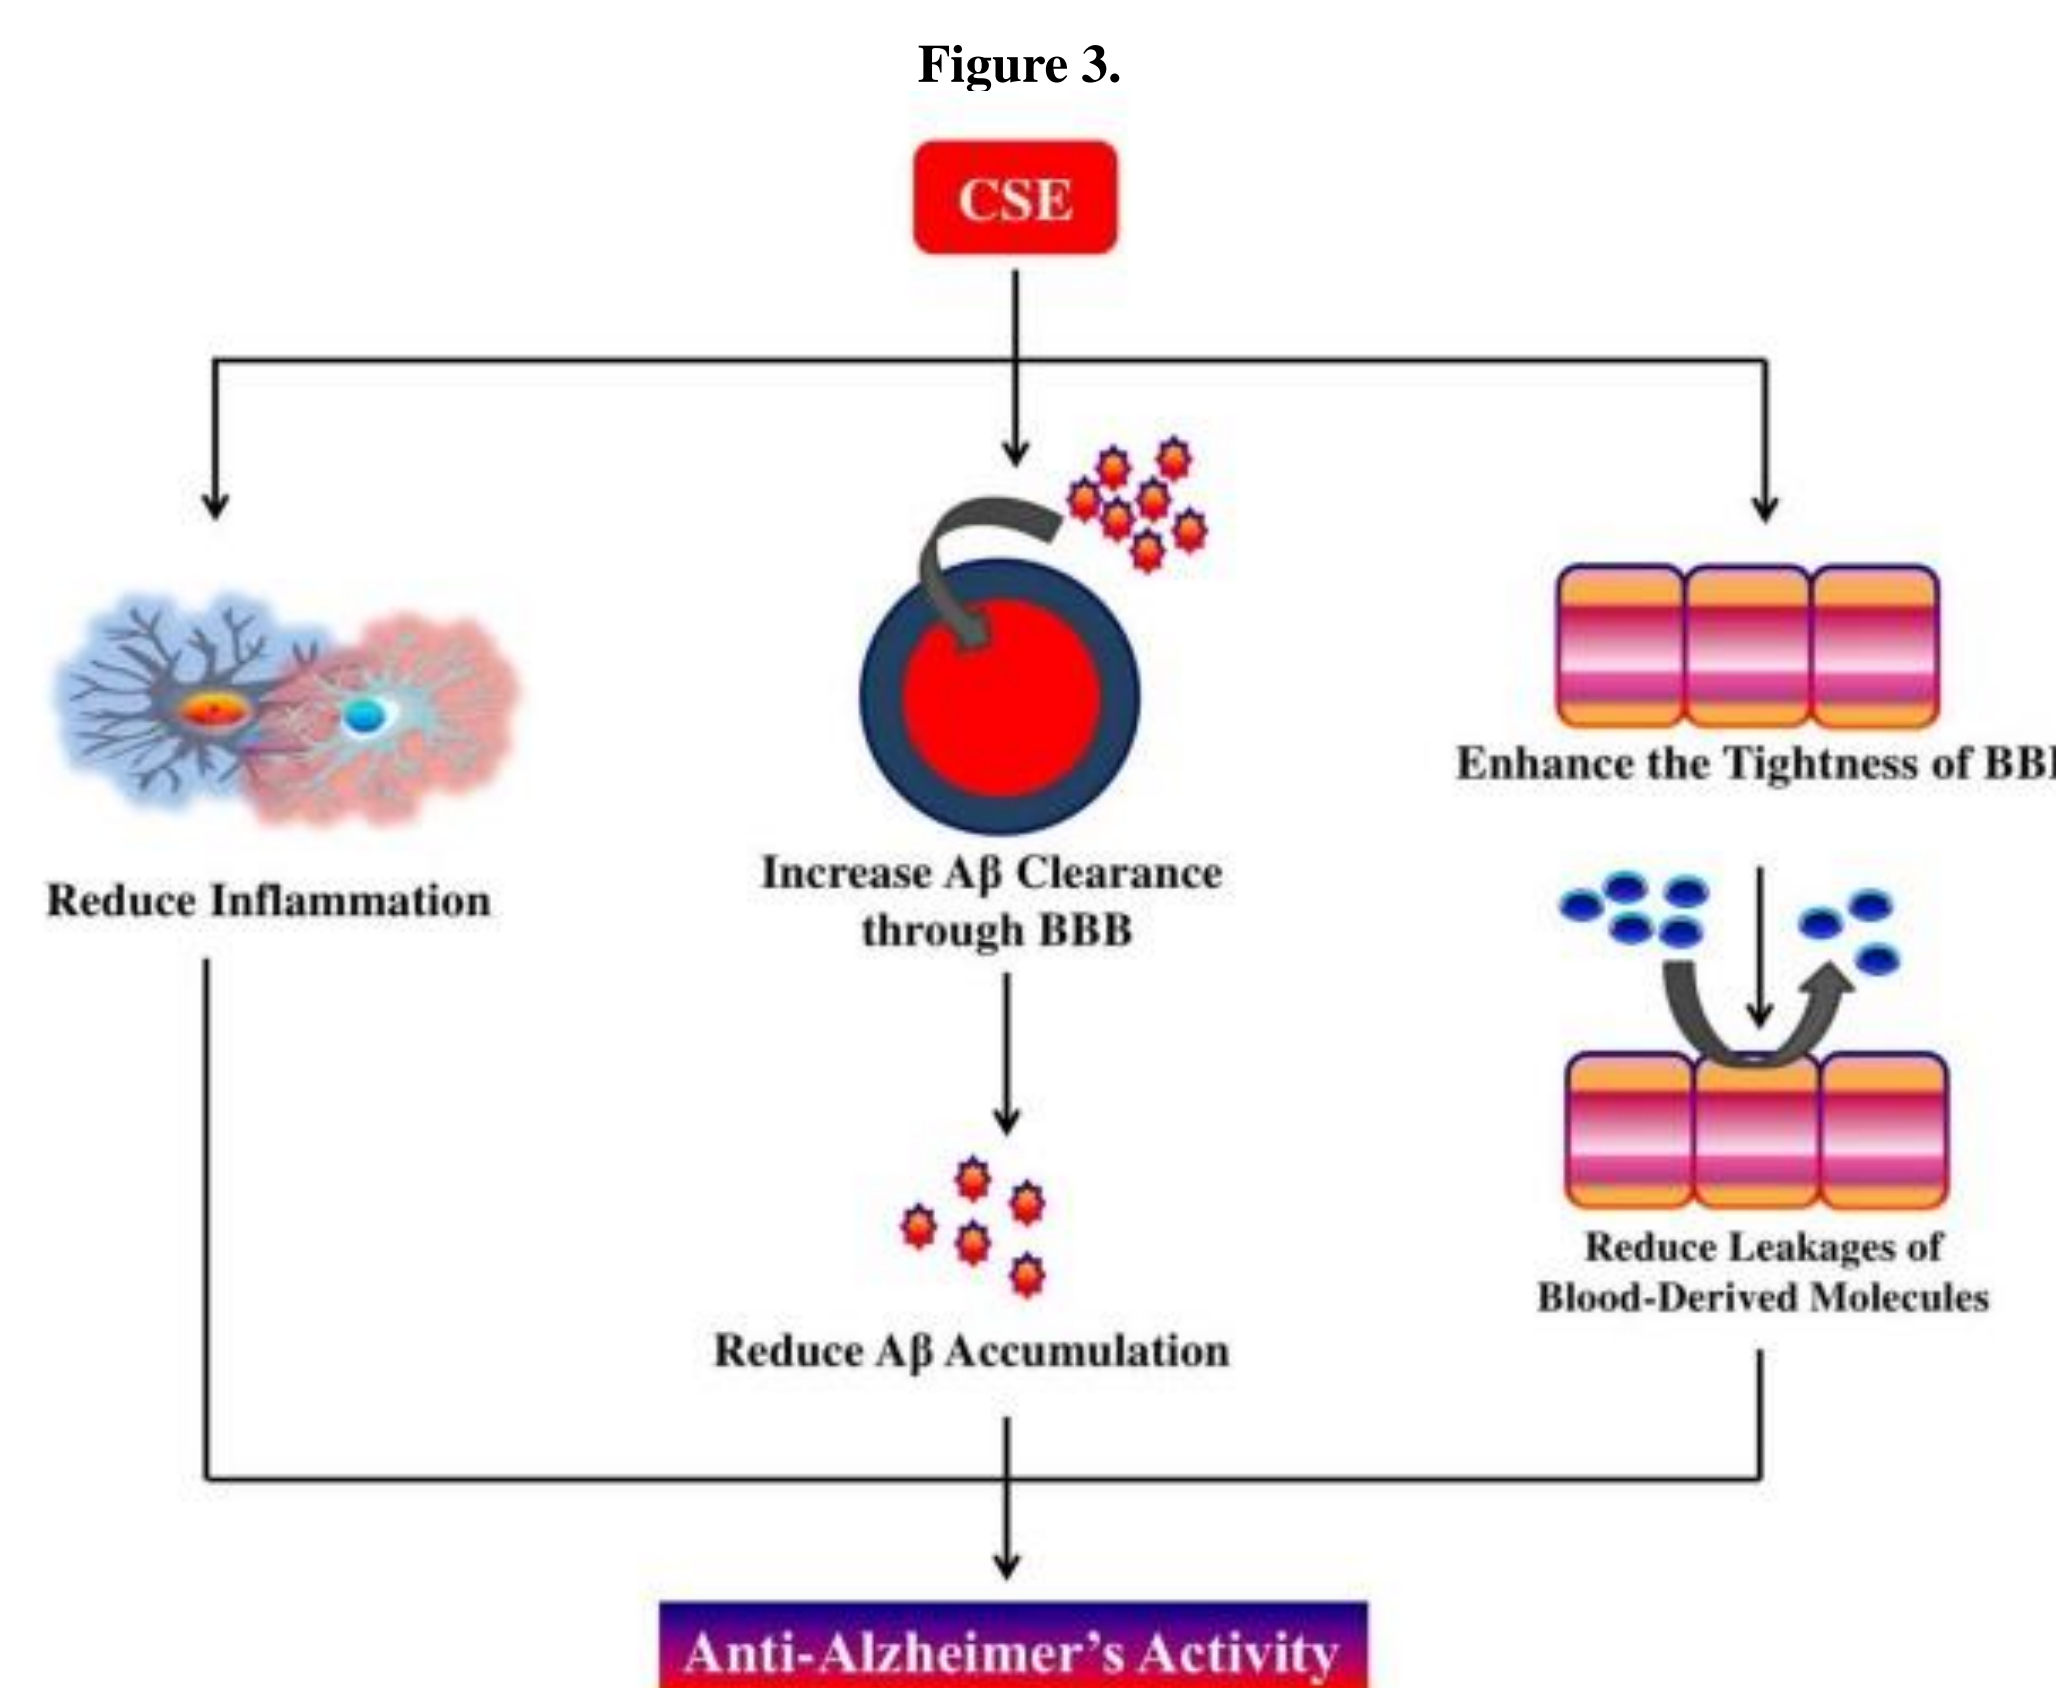 Figure 3.
CSE
Enhance the Tightness of
Reduce Inflammation
Increase Aβ Clearance
through BBB
Reduce Leakages of
Blood-Derived Molecules
Reduce Aβ Accumulation
Anti-Alzheimer’s Activity